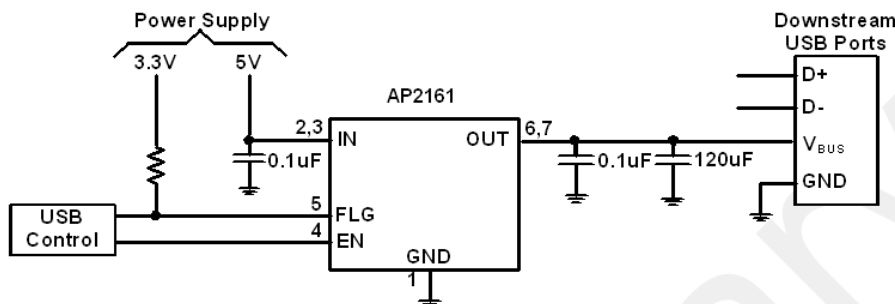 Power Supply
3.3V
5V
Downstream
USB Ports
D+
D-
AP2161
2,3
IN
OUT
6,7
0.1uF
0.1uF
120uF
VBUS
GND
USB
Control
5
FLG
4
EN
GND
1